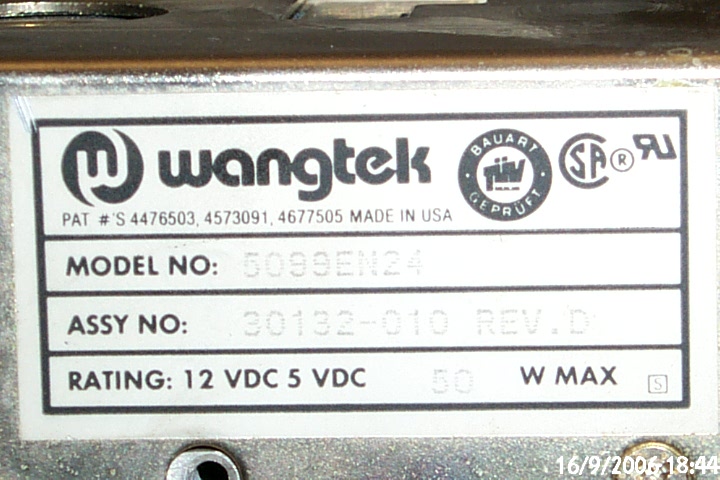 wangtek
BAUART
TÜV
GEPRÜFT
SA ®
PAT #'S 4476503, 4573091, 4677505 MADE IN USA
MODEL NO: 5099EN24
ASSY NO: 30132-010 REV.D
RATING: 12 VDC 5 VDC 50 W MAX S
16/9/2006 18:44